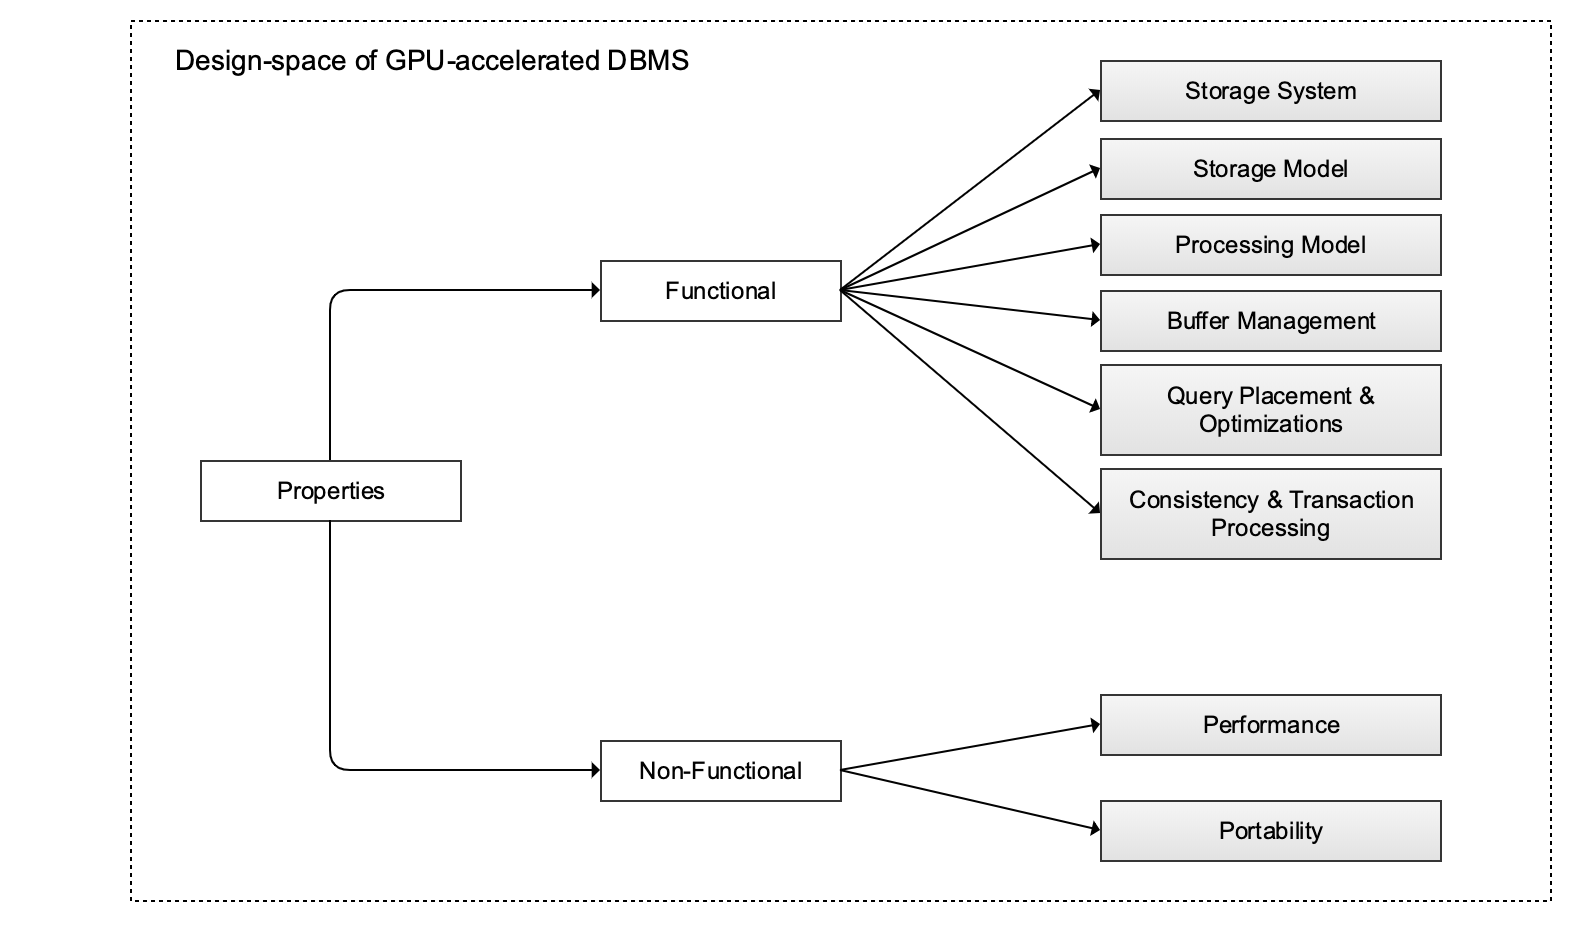 Design-space of GPU-accelerated DBMS
Storage System
Storage Model
Processing Model
Functional
Buffer Management
Query Placement &
Optimizations
Properties
Consistency & Transaction
Processing
Performance
Non-Functional
Portability